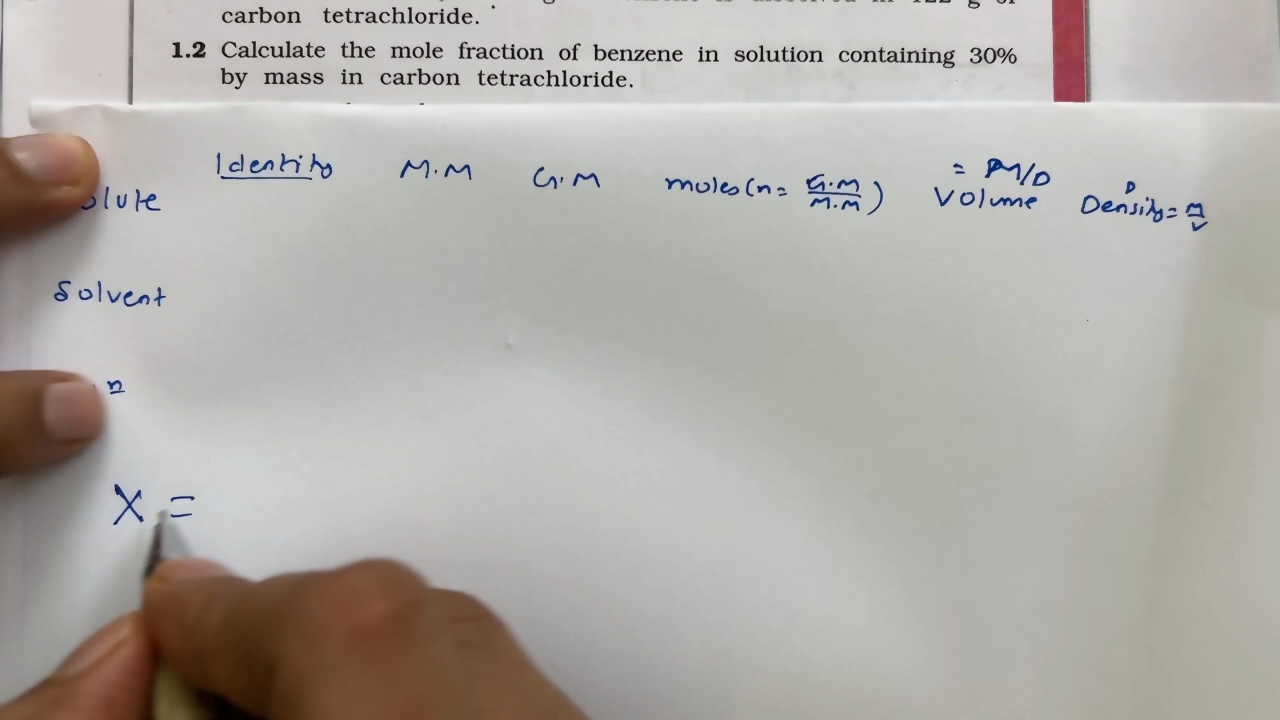 carbon tetrachloride.
1.2 Calculate the mole fraction of benzene in solution containing 30%
by mass in carbon tetrachloride.
Identity M.M G.M moles (n = G.M/M.M) = M/D Volume D Density = m/v
Solvent
n
X =